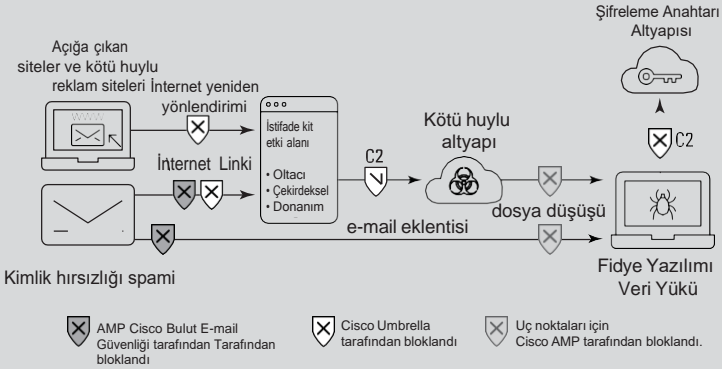 Şifreleme Anahtarı
Altyapısı
Açığa çıkan
siteler ve kötü huylu
reklam siteleri
İnternet yeniden
yönlendirimi
İstifade kit
etki alanı
• Oltacı
• Çekirdeksel
• Donanım
İnternet Linki
C2
Kötü huylu
altyapı
C2
dosya düşüşü
e-mail eklentisi
Kimlik hırsızlığı spami
Fidye Yazılımı
Veri Yükü
AMP Cisco Bulut E-mail
Güvenliği tarafından Tarafından
bloklandı
Cisco Umbrella
tarafından bloklandı
Uç noktaları için
Cisco AMP tarafından bloklandı.